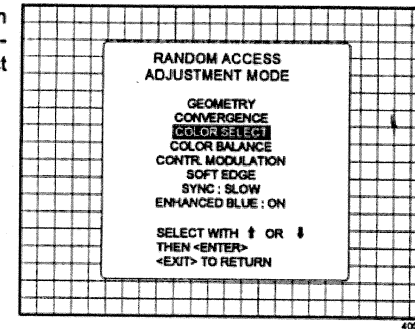 RANDOM ACCESS
ADJUSTMENT MODE
GEOMETRY
CONVERGENCE
COLOR SELECT
COLOR BALANCE
CONTR. MODULATION
SOFT EDGE
SYNC : SLOW
ENHANCED BLUE : ON
SELECT WITH ↑ OR ↓
THEN <ENTER>
<EXIT> TO RETURN